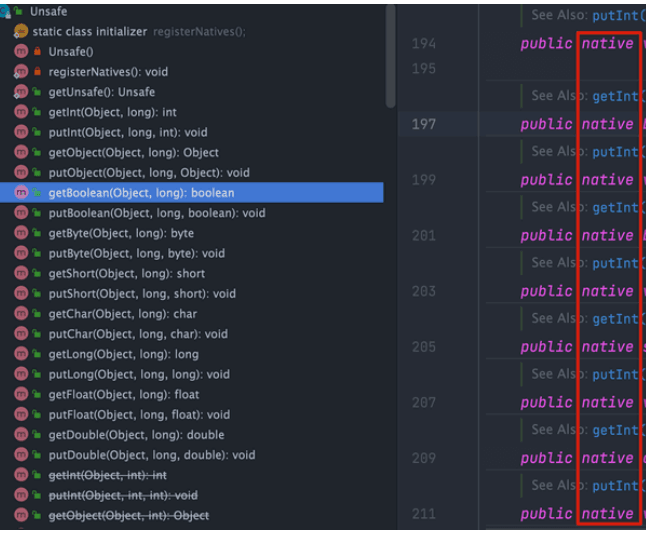 Unsafe
static class initializer registerNatives();
Unsafe()
registerNatives(): void
getUnsafe(): Unsafe
getInt(Object, long): int
putInt(Object, long, int): void
getObject(Object, long): Object
putObject(Object, long, Object): void
getBoolean(Object, long): boolean
putBoolean(Object, long, boolean): void
getByte(Object, long): byte
putByte(Object, long, byte): void
getShort(Object, long): short
putShort(Object, long, short): void
getChar(Object, long): char
putChar(Object, long, char): void
getLong(Object, long): long
putLong(Object, long, long): void
getFloat(Object, long): float
putFloat(Object, long, float): void
getDouble(Object, long): double
putDouble(Object, long, double): void
getInt(Object, int): int
putInt(Object, int, int): void
getObject(Object, int): Object
See Also: putInt(
194 public native v
195
See Also: getInt(
197 public native b
See Also: putInt(
199 public native v
See Also: getInt(
201 public native b
See Also: putInt(
203 public native v
See Also: getInt(
205 public native s
See Also: putInt(
207 public native v
See Also: getInt(
209 public native c
See Also: putInt(
211 public native v